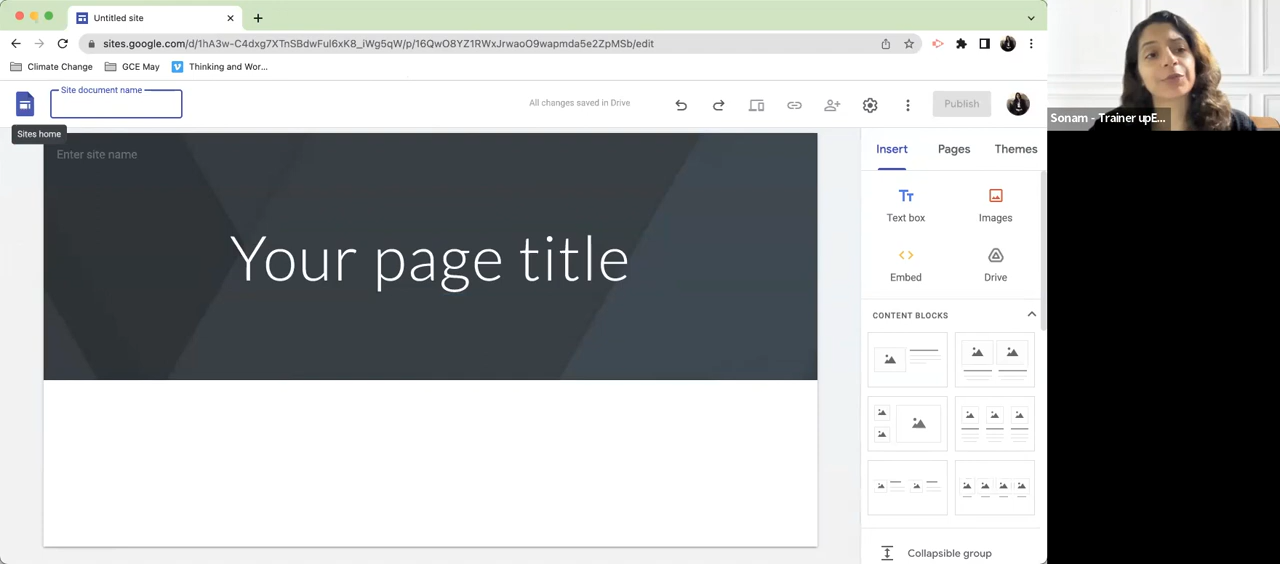 Untitled site
sites.google.com/d/1hA3w-C4dxg7XTnSBdwFul6xK8_iWg5qW/p/16QwO8YZ1RWxJrwaoO9wapmda5e2ZpMSb/edit
Climate Change
GCE May
Thinking and Wor...
Site document name
All changes saved in Drive
Publish
Sites home
Enter site name
Your page title
Insert
Pages
Themes
Text box
Images
Embed
Drive
CONTENT BLOCKS
Collapsible group
Sonam - Trainer upE...